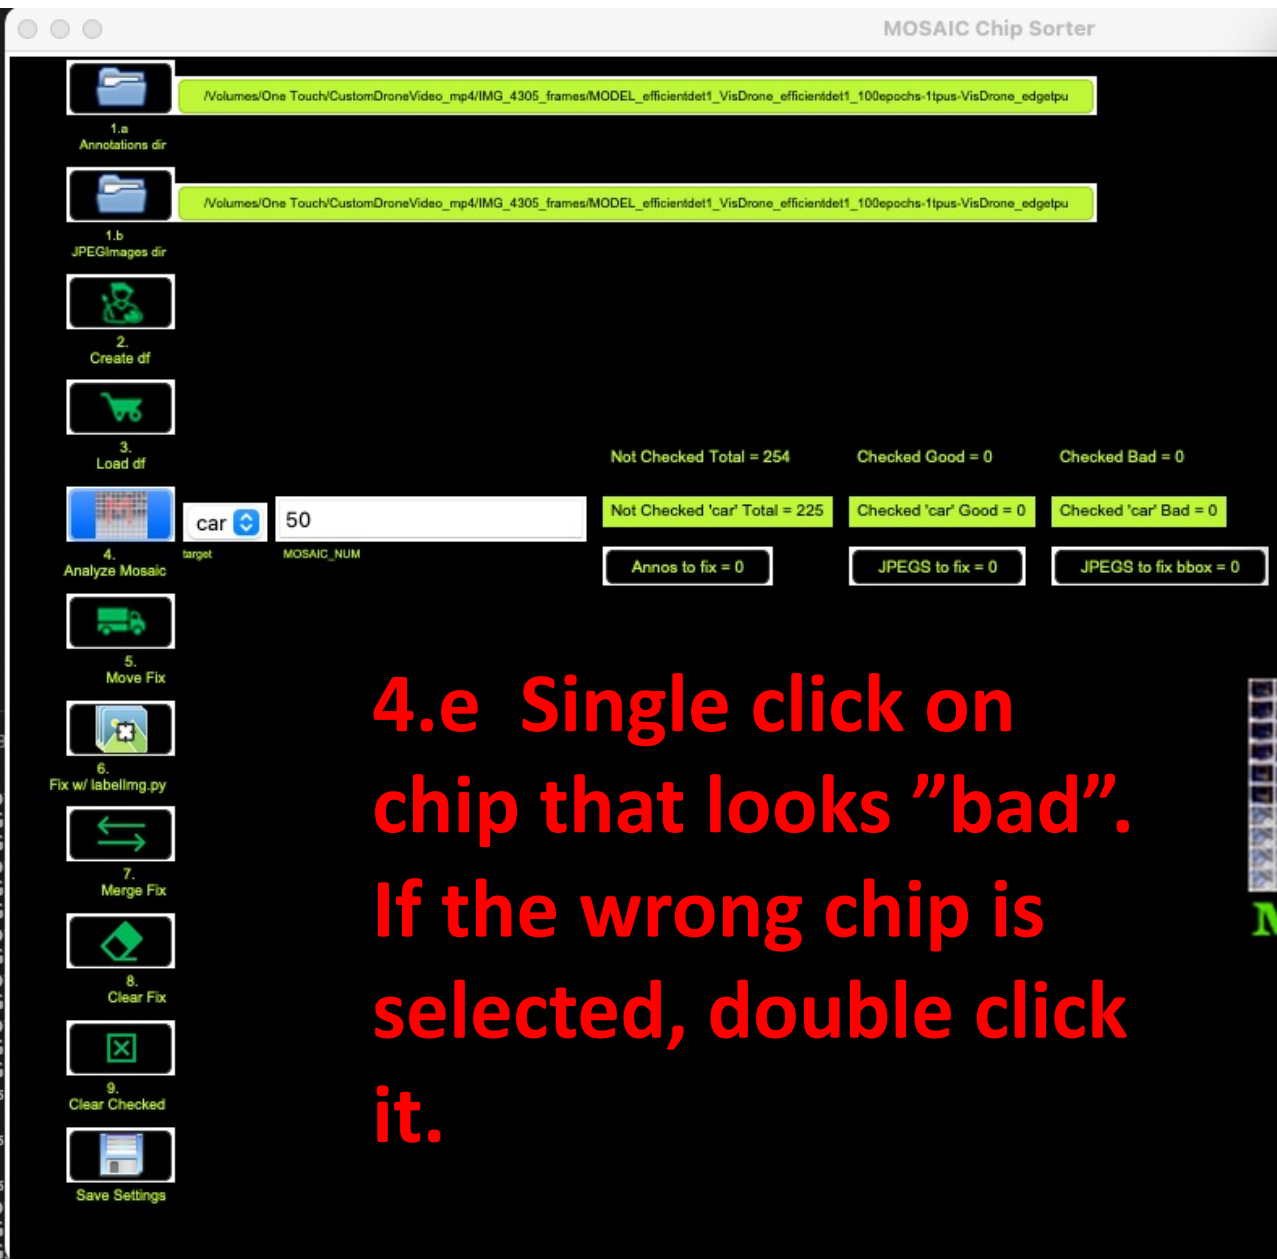 MOSAIC Chip Sorter
/Volumes/One Touch/CustomDroneVideo_mp4/IMG_4305_frames/MODEL_efficientdet1_VisDrone_efficientdet1_100epochs-1tpus-VisDrone_edgetpu
1.a
Annotations dir
/Volumes/One Touch/CustomDroneVideo_mp4/IMG_4305_frames/MODEL_efficientdet1_VisDrone_efficientdet1_100epochs-1tpus-VisDrone_edgetpu
1.b
JPEGImages dir
2.
Create df
3.
Load df
Not Checked Total = 254 Checked Good = 0 Checked Bad = 0
car 50 Not Checked 'car' Total = 225 Checked 'car' Good = 0 Checked 'car' Bad = 0
target MOSAIC_NUM
4.
Analyze Mosaic
Annos to fix = 0 JPEGS to fix = 0 JPEGS to fix bbox = 0
5.
Move Fix
6.
Fix w/ labelImg.py
7.
Merge Fix
8.
Clear Fix
9.
Clear Checked
Save Settings
4.e Single click on
chip that looks ”bad”.
If the wrong chip is
selected, double click
it.